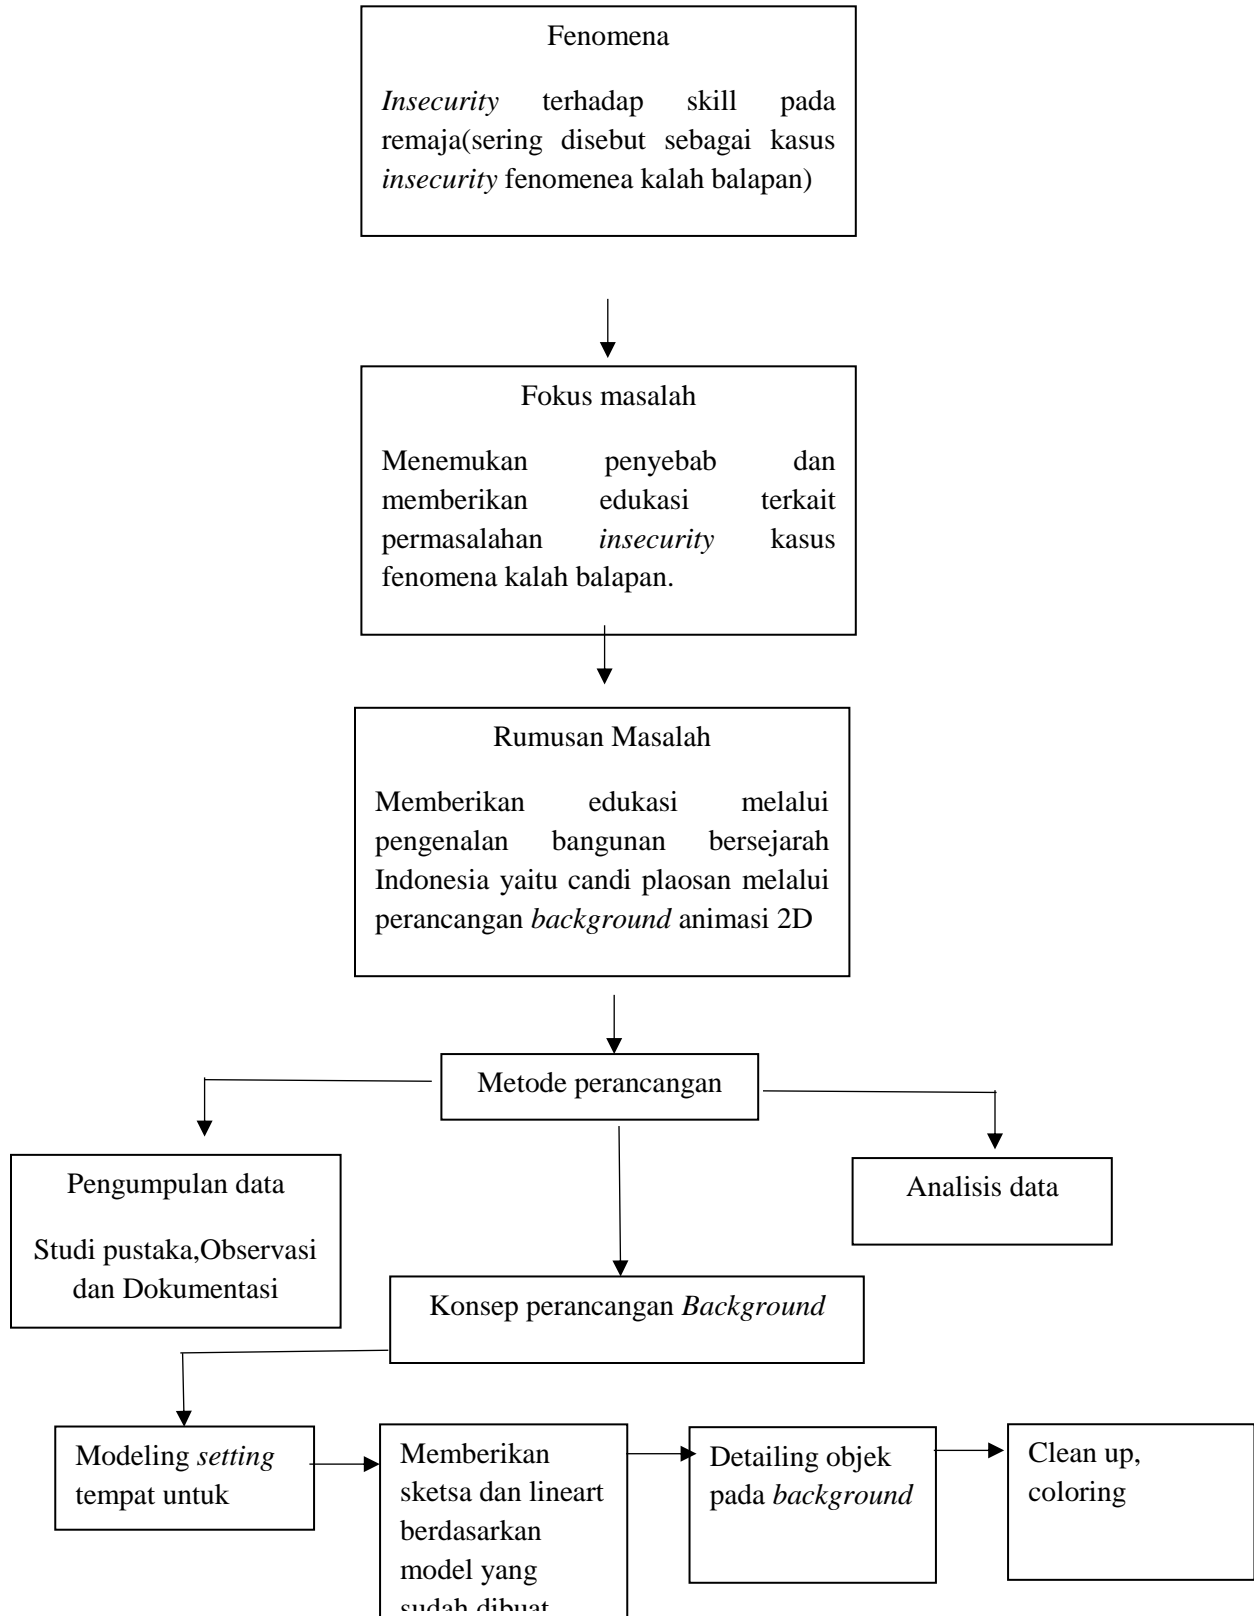 Fenomena
Insecurity terhadap skill pada
remaja(sering disebut sebagai kasus
insecurity fenomenea kalah balapan)
Fokus masalah
Menemukan penyebab dan
memberikan edukasi terkait
permasalahan insecurity kasus
fenomena kalah balapan.
Rumusan Masalah
Memberikan edukasi melalui
pengenalan bangunan bersejarah
Indonesia yaitu candi plaosan melalui
perancangan background animasi 2D
Metode perancangan
Pengumpulan data
Studi pustaka,Observasi
dan Dokumentasi
Analisis data
Konsep perancangan Background
Modeling setting
tempat untuk
Memberikan
sketsa dan lineart
berdasarkan
model yang
sudah dibuat
Detailing objek
pada background
Clean up,
coloring